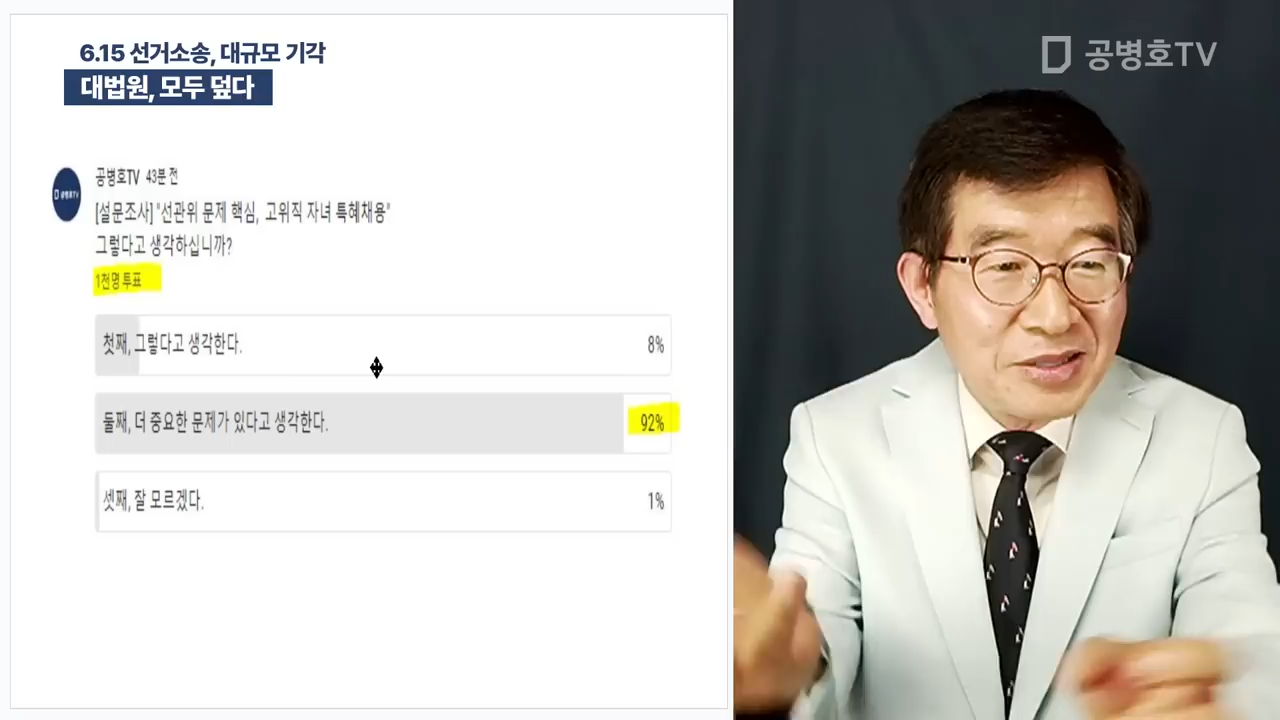 6.15 선거소송, 대규모 기각
대법원, 모두 덮다
공병호TV
공병호TV
공병호TV 43분 전
[설문조사] "선관위 문제 핵심, 고위직 자녀 특혜채용"
그렇다고 생각하십니까?
1천명 투표
첫째, 그렇다고 생각한다. 8%
둘째, 더 중요한 문제가 있다고 생각한다. 92%
셋째, 잘 모르겠다. 1%